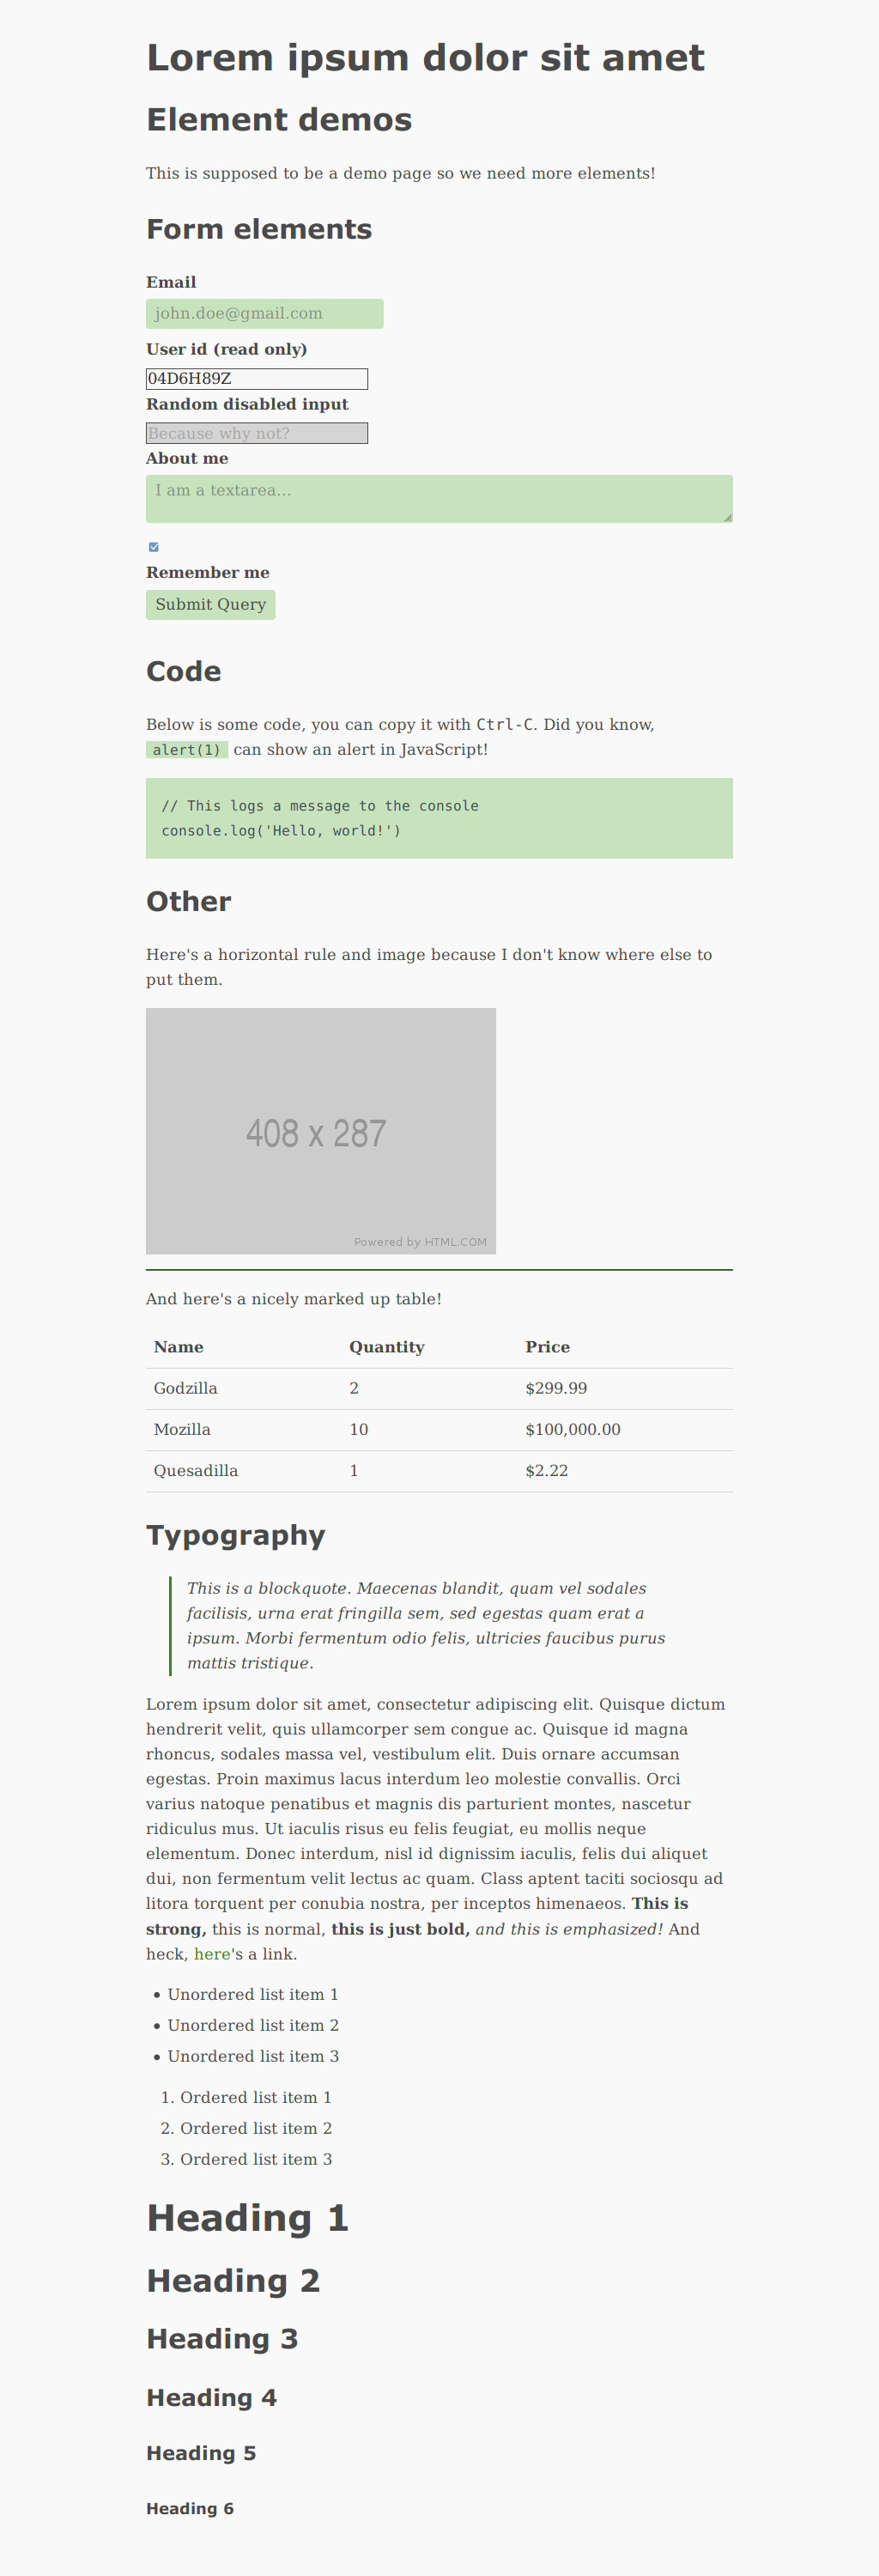 Lorem ipsum dolor sit amet
Element demos
This is supposed to be a demo page so we need more elements!
Form elements
Email
john.doe@gmail.com
User id (read only)
04D6H89Z
Random disabled input
Because why not?
About me
I am a textarea...
Remember me
Submit Query
Code
Below is some code, you can copy it with Ctrl-C. Did you know,
alert(1) can show an alert in JavaScript!
// This logs a message to the console
console.log('Hello, world!')
Other
Here's a horizontal rule and image because I don't know where else to
put them.
408 x 287
Powered by HTML.COM
And here's a nicely marked up table!
Name Quantity Price
Godzilla 2 $299.99
Mozilla 10 $100,000.00
Quesadilla 1 $2.22
Typography
This is a blockquote. Maecenas blandit, quam vel sodales
facilisis, urna erat fringilla sem, sed egestas quam erat a
ipsum. Morbi fermentum odio felis, ultricies faucibus purus
mattis tristique.
Lorem ipsum dolor sit amet, consectetur adipiscing elit. Quisque dictum
hendrerit velit, quis ullamcorper sem congue ac. Quisque id magna
rhoncus, sodales massa vel, vestibulum elit. Duis ornare accumsan
egestas. Proin maximus lacus interdum leo molestie convallis. Orci
varius natoque penatibus et magnis dis parturient montes, nascetur
ridiculus mus. Ut iaculis risus eu felis feugiat, eu mollis neque
elementum. Donec interdum, nisl id dignissim iaculis, felis dui aliquet
dui, non fermentum velit lectus ac quam. Class aptent taciti sociosqu ad
litora torquent per conubia nostra, per inceptos himenaeos. This is
strong, this is normal, this is just bold, and this is emphasized! And
heck, here's a link.
• Unordered list item 1
• Unordered list item 2
• Unordered list item 3
1. Ordered list item 1
2. Ordered list item 2
3. Ordered list item 3
Heading 1
Heading 2
Heading 3
Heading 4
Heading 5
Heading 6